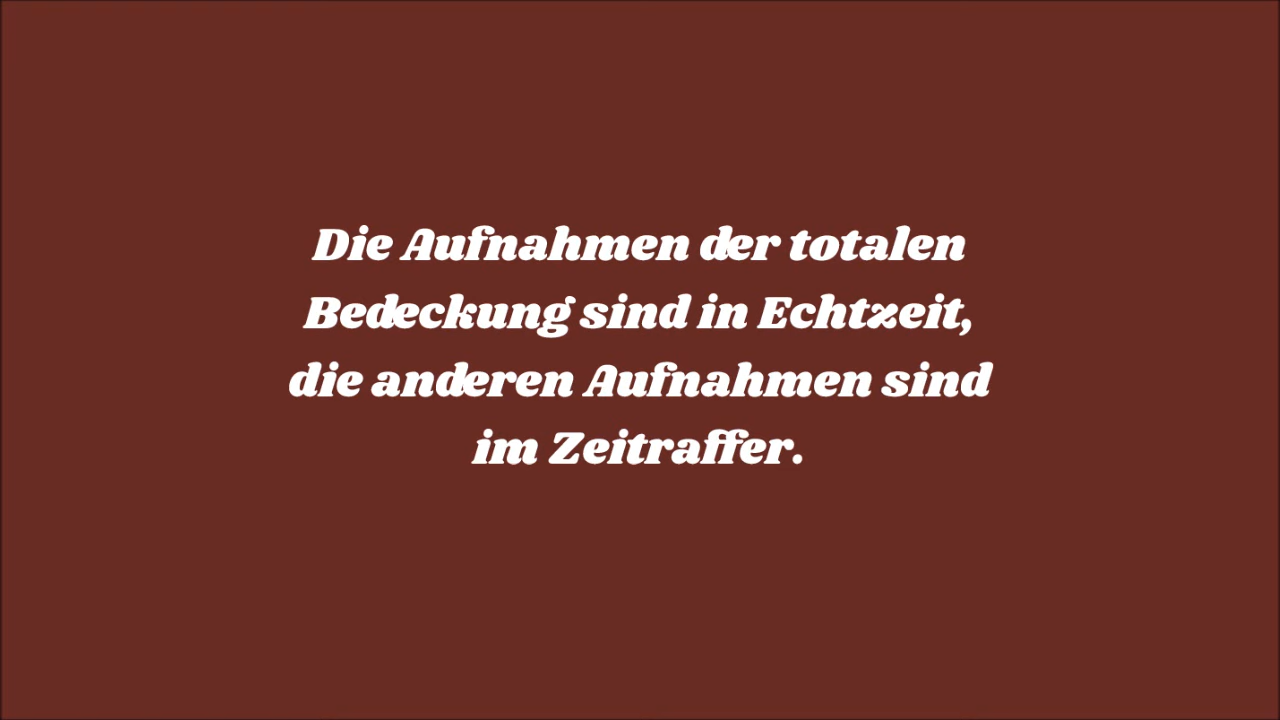 Die Aufnahmen der totalen
Bedeckung sind in Echtzeit,
die anderen Aufnahmen sind
im Zeitraffer.